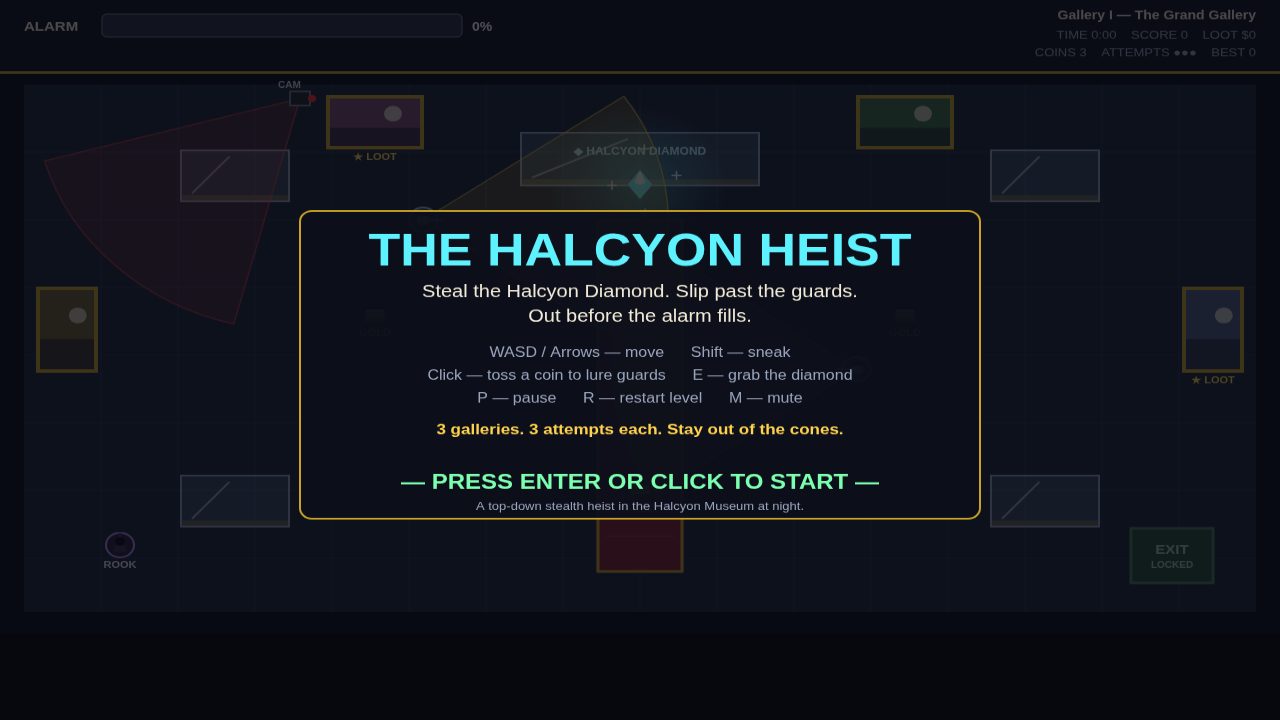 ALARM 0%
Gallery I — The Grand Gallery
TIME 0:00 SCORE 0 LOOT $0
COINS 3 ATTEMPTS ●●● BEST 0
CAM
◆ HALCYON DIAMOND
★ LOOT
THE HALCYON HEIST
Steal the Halcyon Diamond. Slip past the guards.
Out before the alarm fills.
GOLD
GOLD
WASD / Arrows — move Shift — sneak
Click — toss a coin to lure guards E — grab the diamond
★ LOOT
P — pause R — restart level M — mute
3 galleries. 3 attempts each. Stay out of the cones.
— PRESS ENTER OR CLICK TO START —
A top-down stealth heist in the Halcyon Museum at night.
ROOK
EXIT
LOCKED